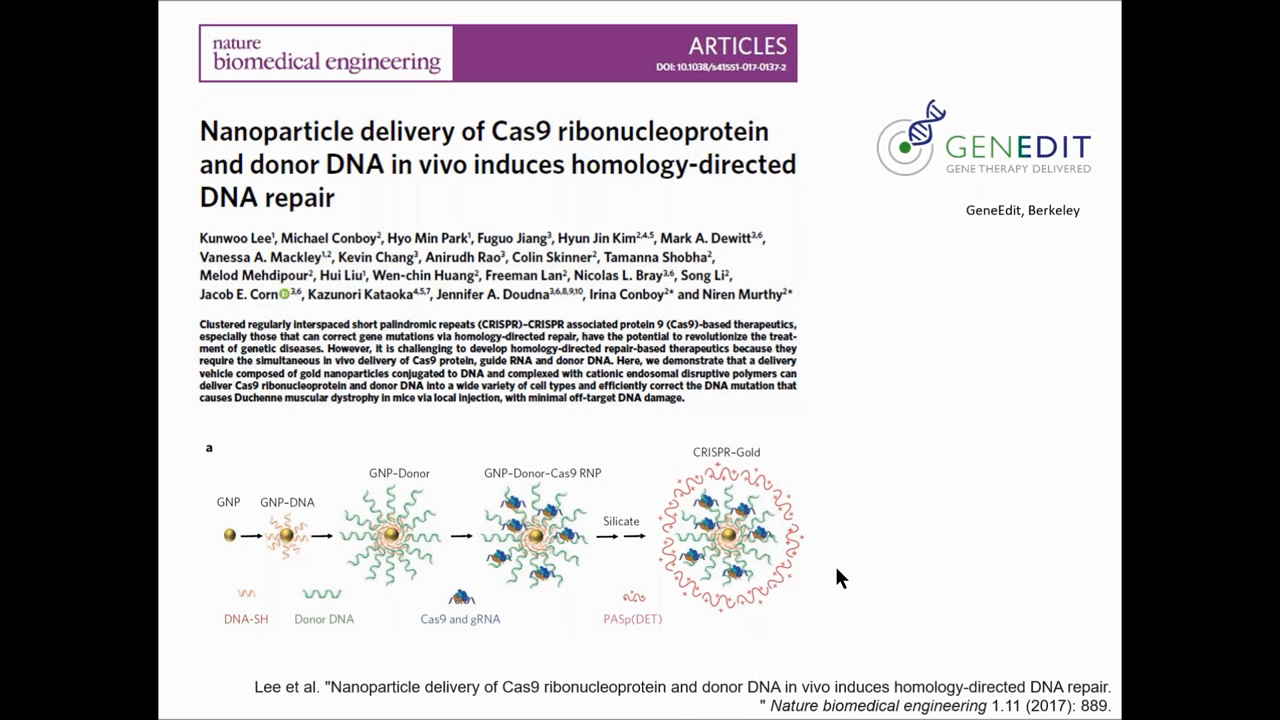 nature
biomedical engineering
ARTICLES
DOI: 10.1038/s41551-017-0137-2
Nanoparticle delivery of Cas9 ribonucleoprotein
and donor DNA in vivo induces homology-directed
DNA repair
GENEDIT
GENE THERAPY DELIVERED
GeneEdit, Berkeley
Kunwoo Lee1, Michael Conboy2, Hyo Min Park1, Fuguo Jiang3, Hyun Jin Kim2,4,5, Mark A. Dewitt3,6,
Vanessa A. Mackley1,2, Kevin Chang3, Anirudh Rao3, Colin Skinner2, Tamanna Shobha2,
Melod Mehdipour2, Hui Liu1, Wen-chin Huang2, Freeman Lan2, Nicolas L. Bray3,6, Song Li2,
Jacob E. Corn 3,6, Kazunori Kataoka4,5,7, Jennifer A. Doudna3,6,8,9,10, Irina Conboy2* and Niren Murthy2*
Clustered regularly interspaced short palindromic repeats (CRISPR)–CRISPR associated protein 9 (Cas9)-based therapeutics,
especially those that can correct gene mutations via homology-directed repair, have the potential to revolutionize the treat-
ment of genetic diseases. However, it is challenging to develop homology-directed repair-based therapeutics because they
require the simultaneous in vivo delivery of Cas9 protein, guide RNA and donor DNA. Here, we demonstrate that a delivery
vehicle composed of gold nanoparticles conjugated to DNA and complexed with cationic endosomal disruptive polymers can
deliver Cas9 ribonucleoprotein and donor DNA into a wide variety of cell types and efficiently correct the DNA mutation that
causes Duchenne muscular dystrophy in mice via local injection, with minimal off-target DNA damage.
a
GNP
GNP–DNA
GNP–Donor
GNP–Donor–Cas9 RNP
Silicate
CRISPR–Gold
DNA-SH
Donor DNA
Cas9 and gRNA
PASp(DET)
Lee et al. "Nanoparticle delivery of Cas9 ribonucleoprotein and donor DNA in vivo induces homology-directed DNA repair.
" Nature biomedical engineering 1.11 (2017): 889.